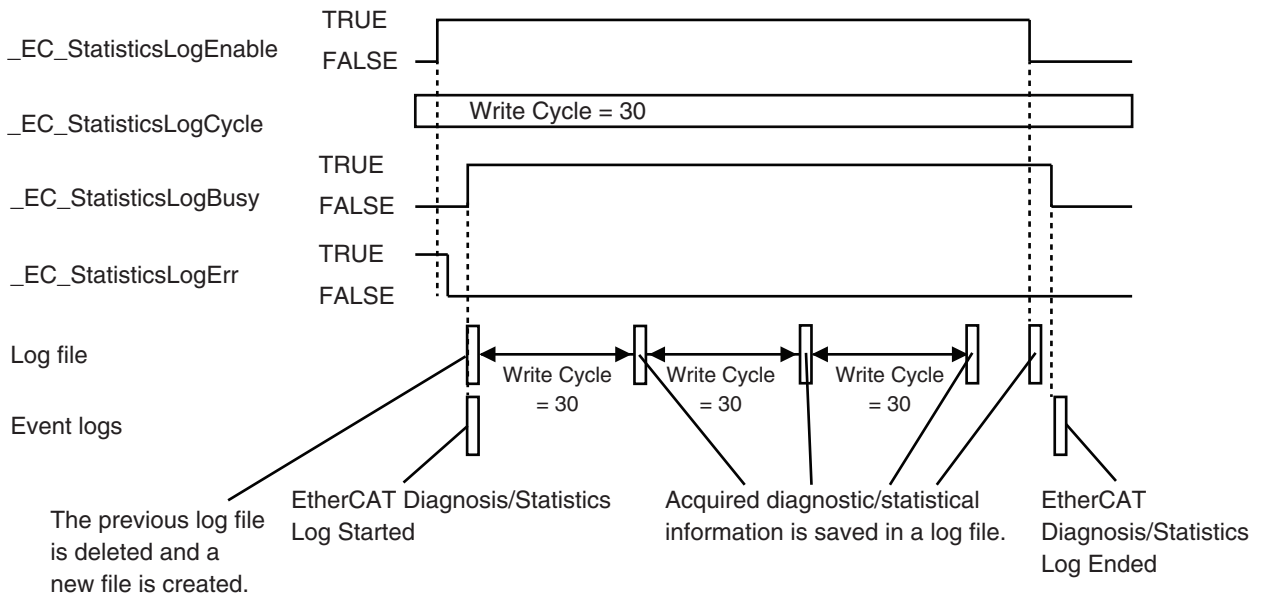 _EC_StatisticsLogEnable
TRUE
FALSE
_EC_StatisticsLogCycle
Write Cycle = 30
_EC_StatisticsLogBusy
TRUE
FALSE
_EC_StatisticsLogErr
TRUE
FALSE
Log file
Write Cycle
= 30
Write Cycle
= 30
Write Cycle
= 30
Event logs
The previous log file
is deleted and a
new file is created.
EtherCAT Diagnosis/Statistics
Log Started
Acquired diagnostic/statistical
information is saved in a log file.
EtherCAT
Diagnosis/Statistics
Log Ended